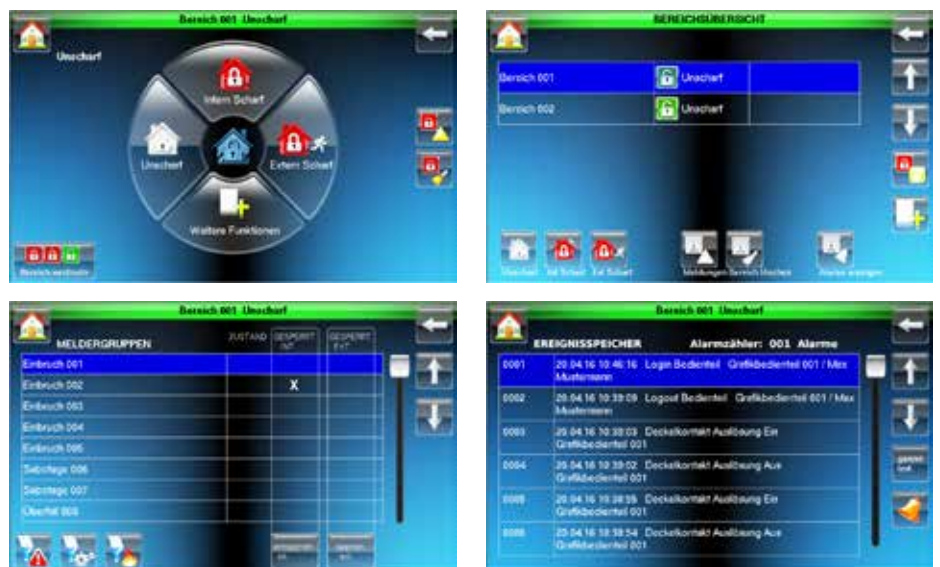 Bereich 001 Unscharf
Unscharf
Intern Scharf
Unscharf
Extern Scharf
Weitere Funktionen
Bereich wechseln
BEREICHSÜBERSICHT
Bereich 001 Unscharf
Bereich 002 Unscharf
Unscharf Int Scharf Ext Scharf Meldungen Bereich löschen Alarme anzeigen
Bereich 001 Unscharf
MELDERGRUPPEN ZUSTAND GESPERRT INT. GESPERRT EXT.
Einbruch 001
Einbruch 002 X
Einbruch 003
Einbruch 004
Einbruch 005
Sabotage 006
Sabotage 007
Überfall 008
Bereich 001 Unscharf
EREIGNISSPEICHER Alarmzähler: 001 Alarme
0001 20.04.16 10:46:16 Login Bedienteil Grafikbedienteil 001 / Max
Mustermann
0002 20.04.16 10:39:09 Logout Bedienteil Grafikbedienteil 001 / Max
Mustermann
0003 20.04.16 10:39:03 Deckelkontakt Auslösung Ein
Grafikbedienteil 001
0004 20.04.16 10:39:02 Deckelkontakt Auslösung Aus
Grafikbedienteil 001
0005 20.04.16 10:38:55 Deckelkontakt Auslösung Ein
Grafikbedienteil 001
0006 20.04.16 10:38:54 Deckelkontakt Auslösung Aus
Grafikbedienteil 001